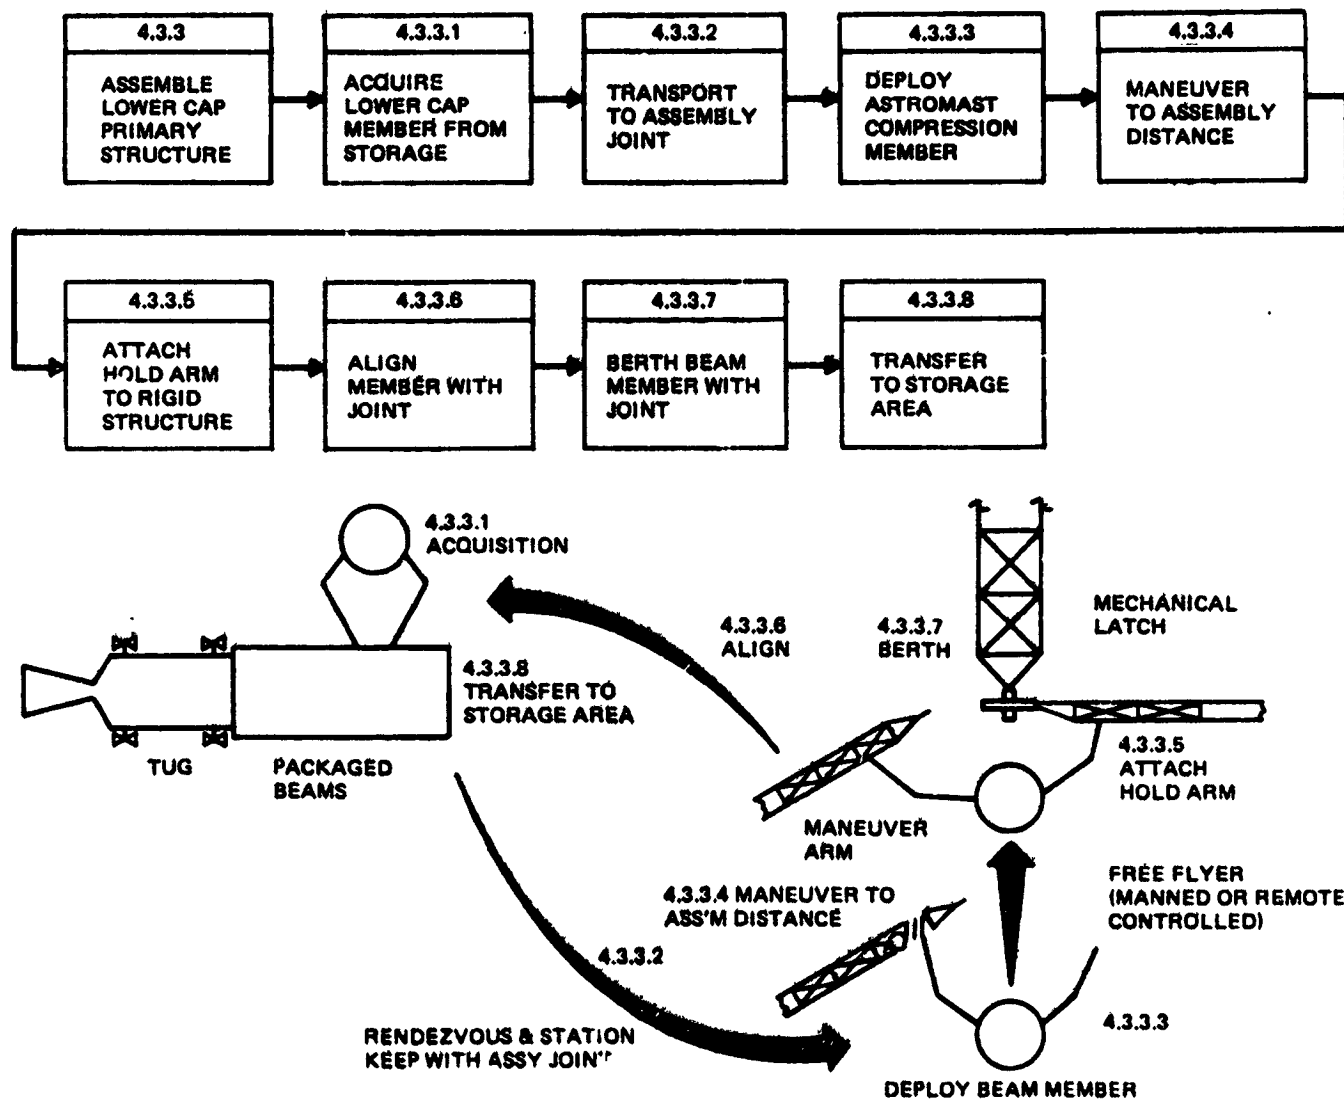 4.3.3
ASSEMBLE
LOWER CAP
PRIMARY
STRUCTURE
4.3.3.1
ACQUIRE
LOWER CAP
MEMBER FROM
STORAGE
4.3.3.2
TRANSPORT
TO ASSEMBLY
JOINT
4.3.3.3
DEPLOY
ASTROMAST
COMPRESSION
MEMBER
4.3.3.4
MANEUVER
TO ASSEMBLY
DISTANCE
4.3.3.5
ATTACH
HOLD ARM
TO RIGID
STRUCTURE
4.3.3.6
ALIGN
MEMBER WITH
JOINT
4.3.3.7
BERTH BEAM
MEMBER WITH
JOINT
4.3.3.8
TRANSFER
TO STORAGE
AREA
4.3.3.1
ACQUISITION
4.3.3.8
TRANSFER TO
STORAGE AREA
TUG
PACKAGED
BEAMS
4.3.3.6
ALIGN
4.3.3.7
BERTH
MECHANICAL
LATCH
4.3.3.5
ATTACH
HOLD ARM
MANEUVER
ARM
4.3.3.4 MANEUVER TO
ASS'M DISTANCE
FREE FLYER
(MANNED OR REMOTE
CONTROLLED)
4.3.3.2
RENDEZVOUS & STATION
KEEP WITH ASSY JOINT
4.3.3.3
DEPLOY BEAM MEMBER